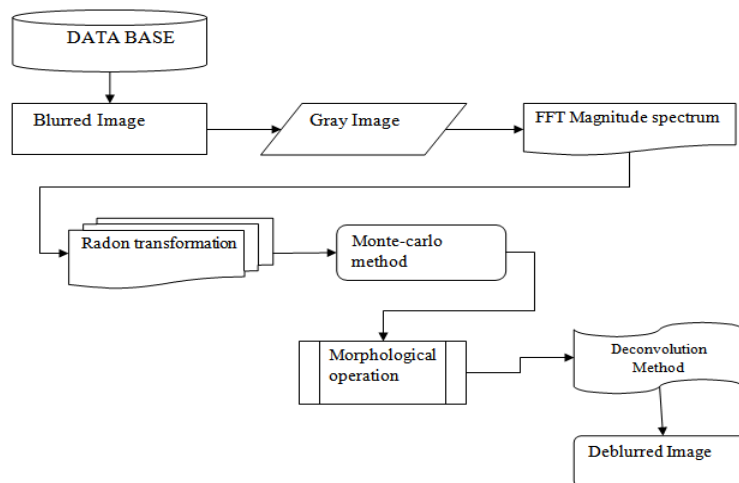 DATA BASE
Blurred Image
Gray Image
FFT Magnitude spectrum
Radon transformation
Monte-carlo
method
Morphological
operation
Deconvolution
Method
Deblurred Image